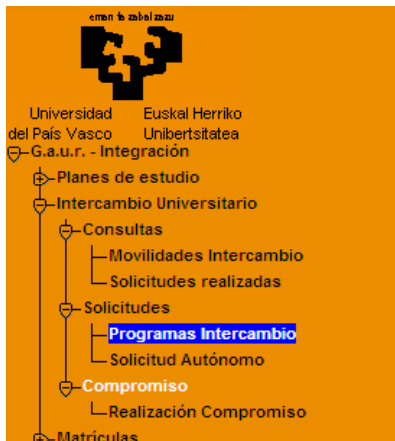 eman ta zabal zazu
Universidad Euskal Herriko
del País Vasco Unibertsitatea
G.a.u.r. - Integración
Planes de estudio
Intercambio Universitario
Consultas
Movilidades Intercambio
Solicitudes realizadas
Solicitudes
Programas Intercambio
Solicitud Autónomo
Compromiso
Realización Compromiso
Matrículas